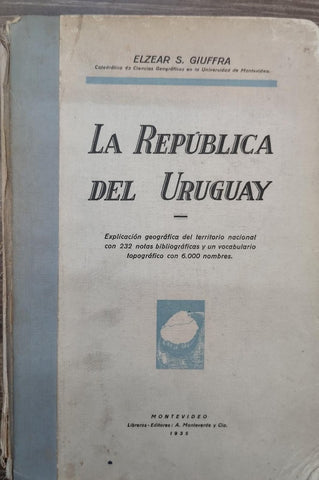 ELZEAR S. GIUFFRA
Catedrático de Ciencias Geográficas en la Universidad de Montevideo.
LA REPÚBLICA
DEL URUGUAY
Explicación geográfica del territorio nacional
con 232 notas bibliográficas y un vocabulario
topográfico con 6.000 nombres.
MONTEVIDEO
Libreros-Editores: A. Monteverde y Cía.
1935